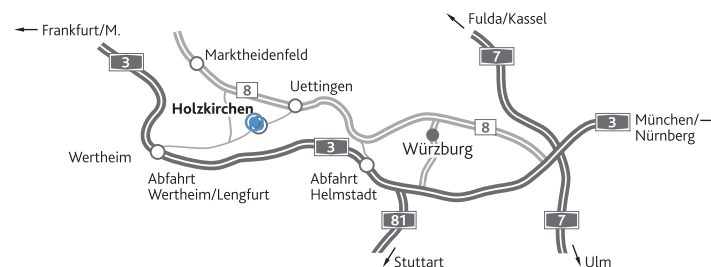 Fulda/Kassel
Frankfurt/M.
3
Marktheidenfeld
7
8
Uettingen
Holzkirchen
3
München/
Nürnberg
8
Würzburg
3
Wertheim
Abfahrt
Wertheim/Lengfurt
Abfahrt
Helmstadt
81
7
Stuttart
Ulm